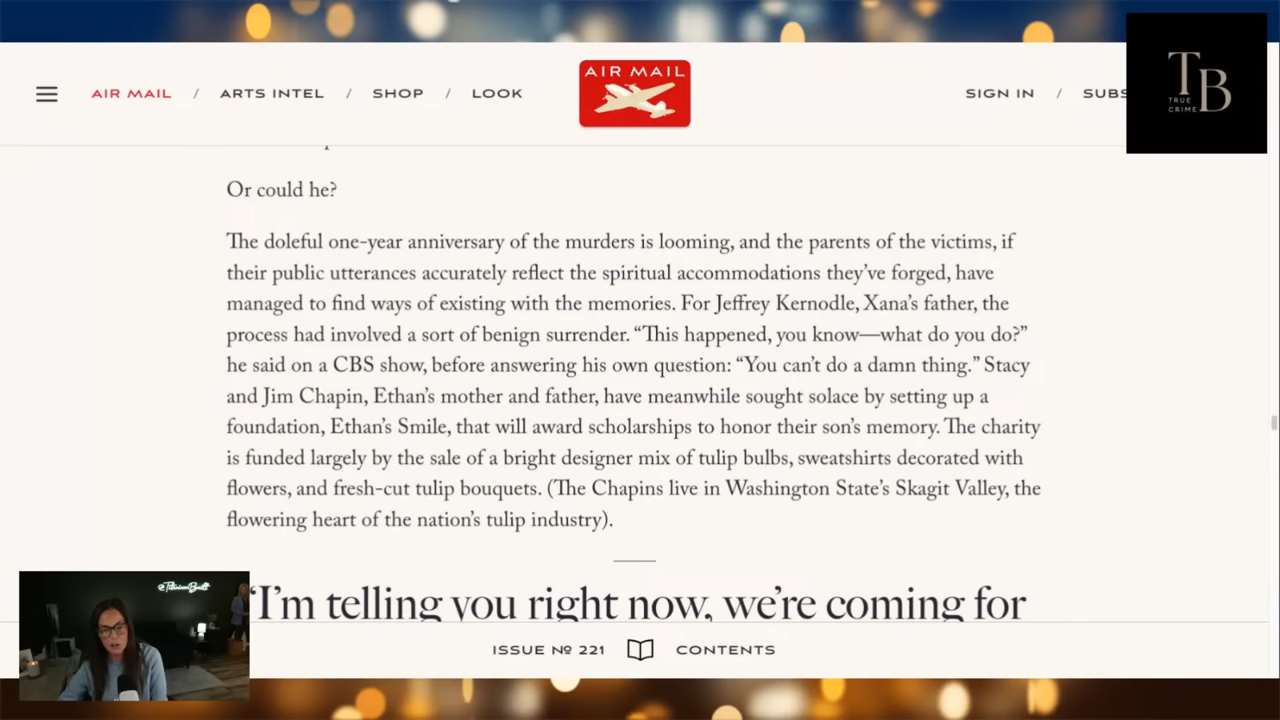 AIR MAIL / ARTS INTEL / SHOP / LOOK
AIR MAIL
SIGN IN / SUBS
TB
TRUE
CRIME
Or could he?
The doleful one-year anniversary of the murders is looming, and the parents of the victims, if
their public utterances accurately reflect the spiritual accommodations they’ve forged, have
managed to find ways of existing with the memories. For Jeffrey Kernodle, Xana’s father, the
process had involved a sort of benign surrender. “This happened, you know—what do you do?”
he said on a CBS show, before answering his own question: “You can’t do a damn thing.” Stacy
and Jim Chapin, Ethan’s mother and father, have meanwhile sought solace by setting up a
foundation, Ethan’s Smile, that will award scholarships to honor their son’s memory. The charity
is funded largely by the sale of a bright designer mix of tulip bulbs, sweatshirts decorated with
flowers, and fresh-cut tulip bouquets. (The Chapins live in Washington State’s Skagit Valley, the
flowering heart of the nation’s tulip industry).
“I’m telling you right now, we’re coming for
ISSUE № 221 CONTENTS